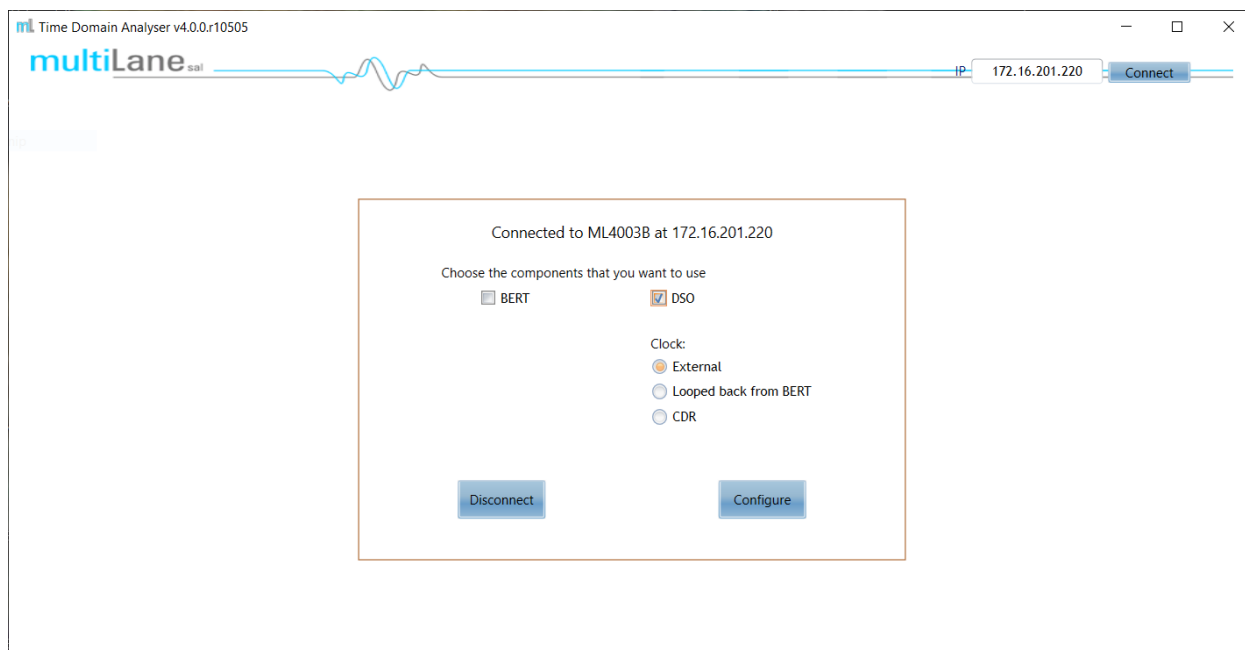 mL Time Domain Analyser v4.0.0.r10505
multiLane sal
IP 172.16.201.220 Connect
Connected to ML4003B at 172.16.201.220
Choose the components that you want to use
BERT DSO
Clock:
External
Looped back from BERT
CDR
Disconnect Configure